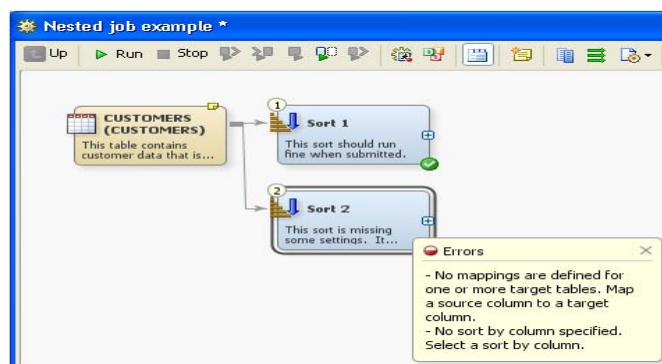 Nested job example *
Up Run Stop
CUSTOMERS
(CUSTOMERS)
This table contains
customer data that is...
1
Sort 1
This sort should run
fine when submitted.
2
Sort 2
This sort is missing
some settings. It...
Errors
- No mappings are defined for
one or more target tables. Map
a source column to a target
column.
- No sort by column specified.
Select a sort by column.